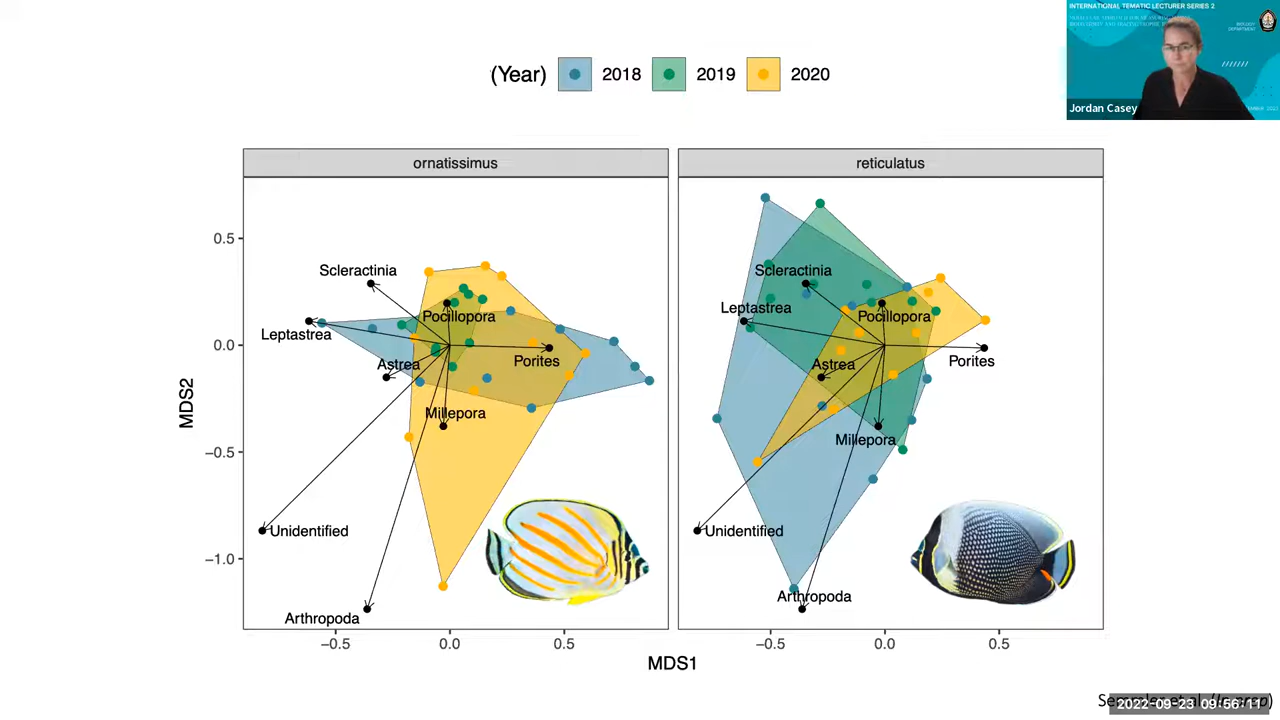 INTERNATIONAL TEMATIC LECTURER SERIES 2
BIOLOGY
DEPARTMENT
Jordan Casey
(Year) 2018 2019 2020
ornatissimus
reticulatus
MDS2
0.5
0.0
−0.5
−1.0
Scleractinia
Pocillopora
Leptastrea
Porites
Astrea
Millepora
Unidentified
Arthropoda
Scleractinia
Leptastrea
Pocillopora
Porites
Astrea
Millepora
Unidentified
Arthropoda
−0.5 0.0 0.5
−0.5 0.0 0.5
MDS1
2022-09-23 09:56:11